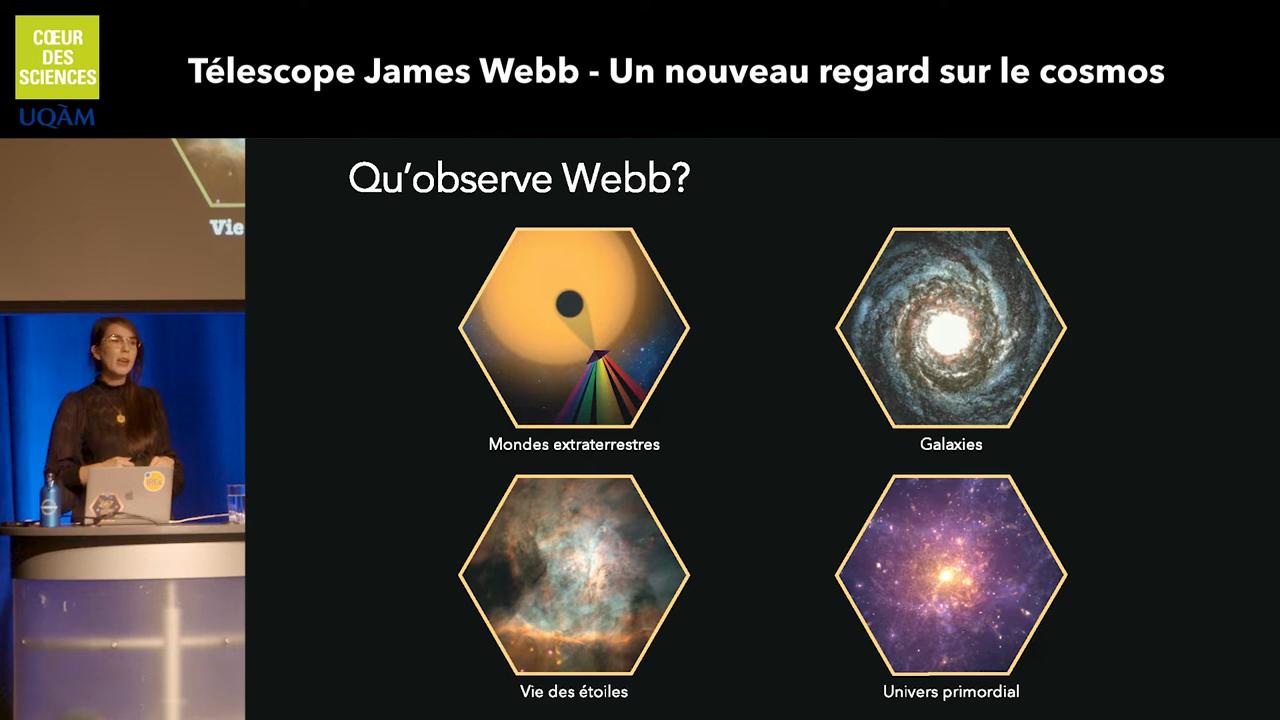 CŒUR
DES
SCIENCES
UQÀM
Télescope James Webb - Un nouveau regard sur le cosmos
Vie
Qu'observe Webb?
Mondes extraterrestres
Galaxies
Vie des étoiles
Univers primordial